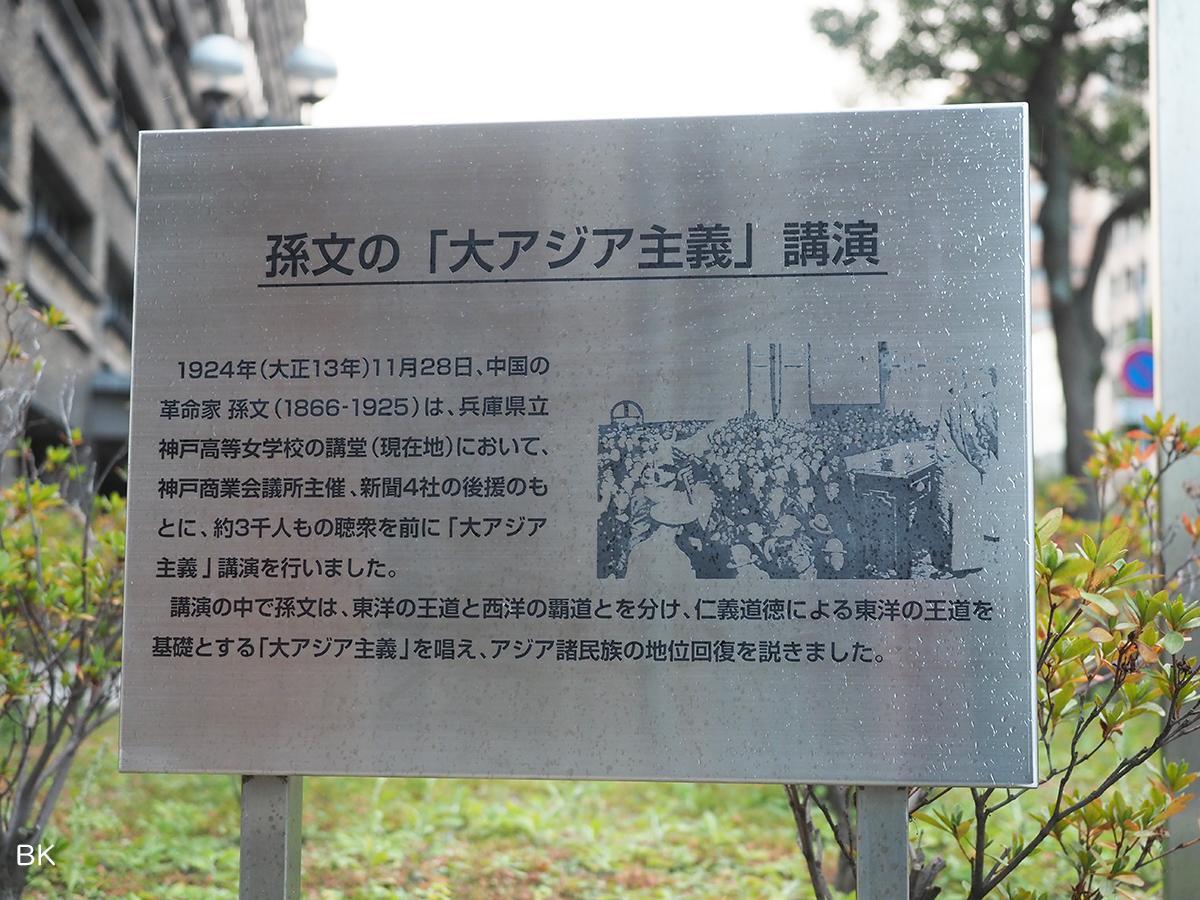 孫文の「大アジア主義」講演
1924年(大正13年)11月28日、中国の
革命家 孫文(1866-1925)は、兵庫県立
神戸高等女学校の講堂(現在地)において、
神戸商業会議所主催、新聞4社の後援のも
とに、約3千人もの聴衆を前に「大アジア
主義」講演を行いました。
講演の中で孫文は、東洋の王道と西洋の覇道とを分け、仁義道徳による東洋の王道を
基礎とする「大アジア主義」を唱え、アジア諸民族の地位回復を説きました。
BK